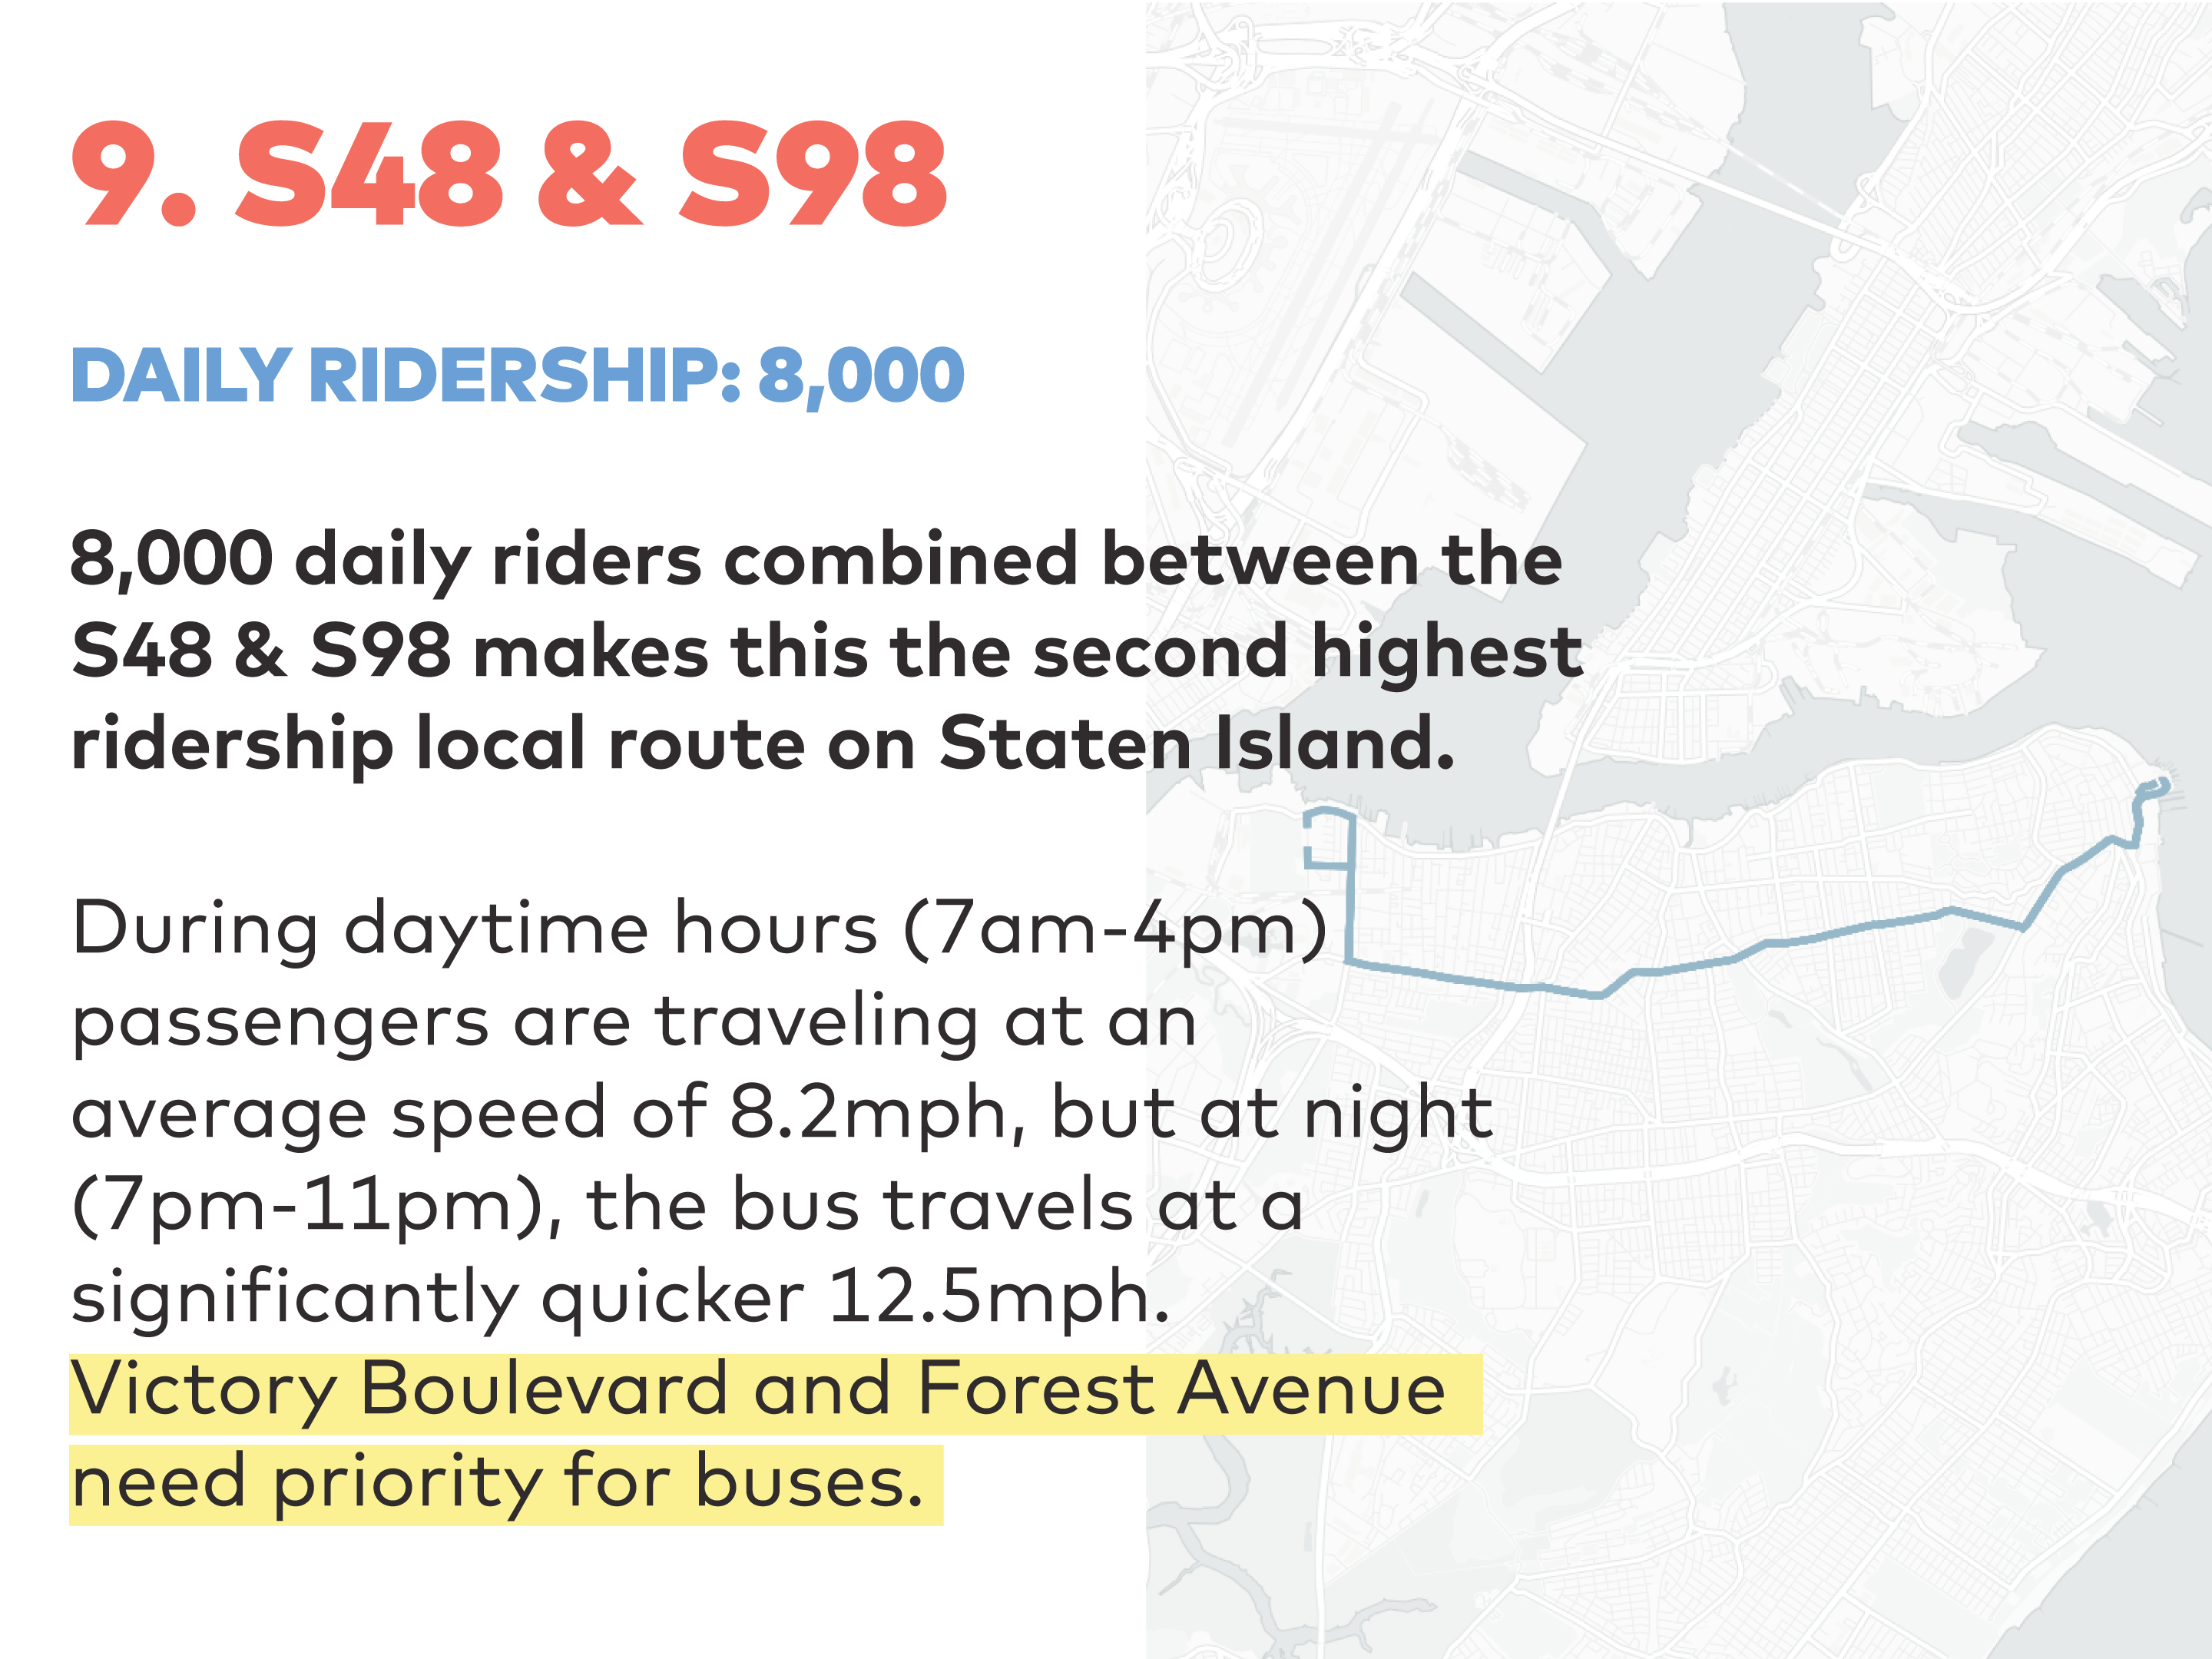 9. S48 & S98
DAILY RIDERSHIP: 8,000
8,000 daily riders combined between the
S48 & S98 makes this the second highest
ridership local route on Staten Island.
During daytime hours (7am-4pm)
passengers are traveling at an
average speed of 8.2mph, but at night
(7pm-11pm), the bus travels at a
significantly quicker 12.5mph.
Victory Boulevard and Forest Avenue
need priority for buses.